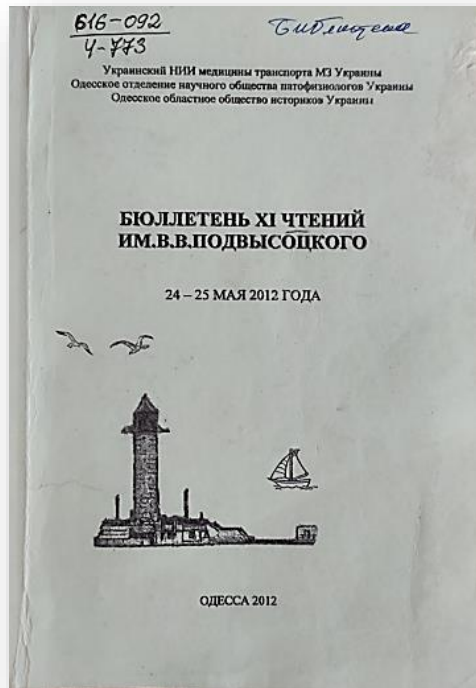 616-092
Ч-773
Библиотека
Украинский НИИ медицины транспорта МЗ Украины
Одесское отделение научного общества патофизиологов Украины
Одесское областное общество историков Украины
БЮЛЛЕТЕНЬ XI ЧТЕНИЙ
ИМ.В.В.ПОДВЫСОЦКОГО
24 – 25 МАЯ 2012 ГОДА
ОДЕССА 2012